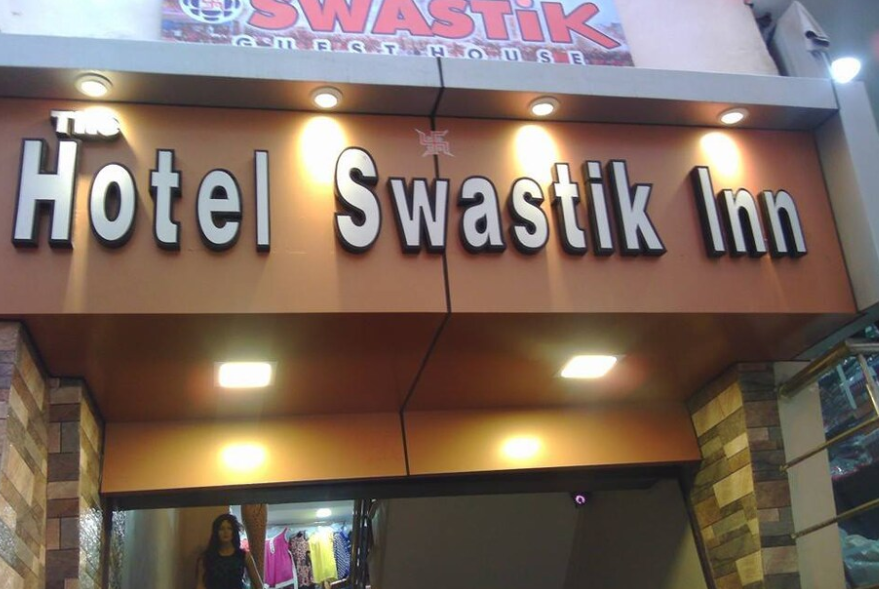 SWASTiK
GUEST HOUSE
The
Hotel Swastik Inn